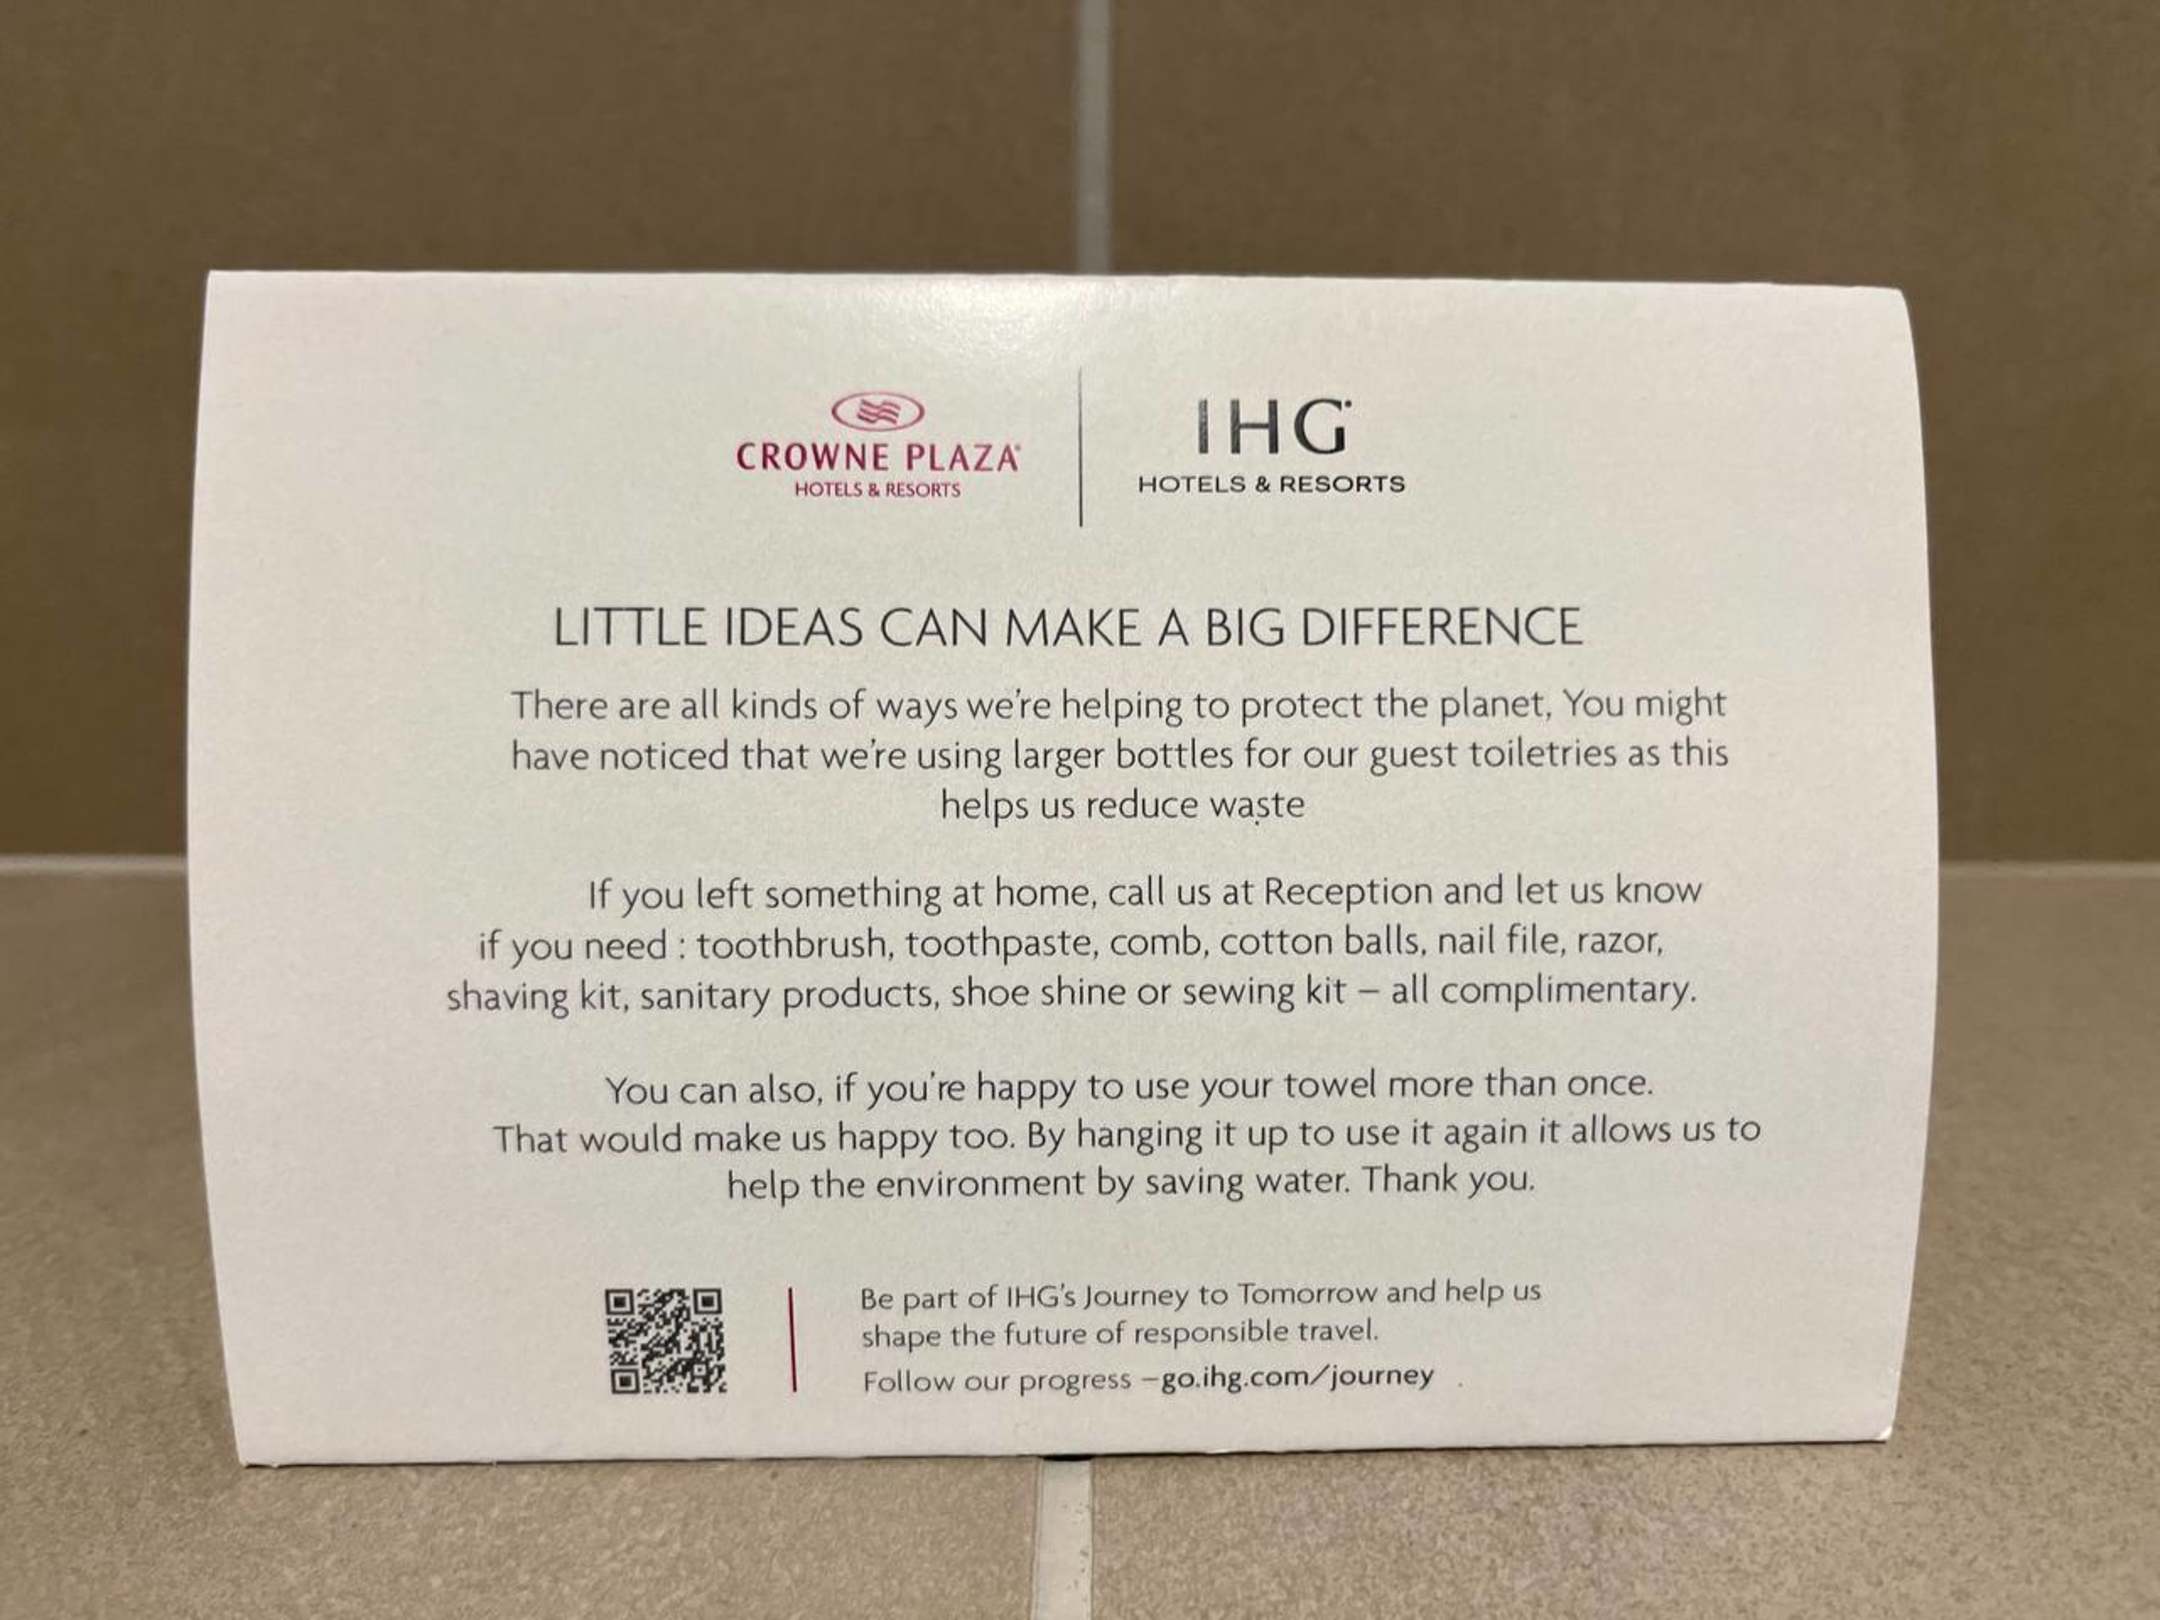 CROWNE PLAZA
HOTELS & RESORTS
IHG
HOTELS & RESORTS
LITTLE IDEAS CAN MAKE A BIG DIFFERENCE
There are all kinds of ways we're helping to protect the planet, You might
have noticed that we're using larger bottles for our guest toiletries as this
helps us reduce waste
If you left something at home, call us at Reception and let us know
if you need : toothbrush, toothpaste, comb, cotton balls, nail file, razor,
shaving kit, sanitary products, shoe shine or sewing kit – all complimentary.
You can also, if you're happy to use your towel more than once.
That would make us happy too. By hanging it up to use it again it allows us to
help the environment by saving water. Thank you.
Be part of IHG's Journey to Tomorrow and help us
shape the future of responsible travel.
Follow our progress –go.ihg.com/journey .